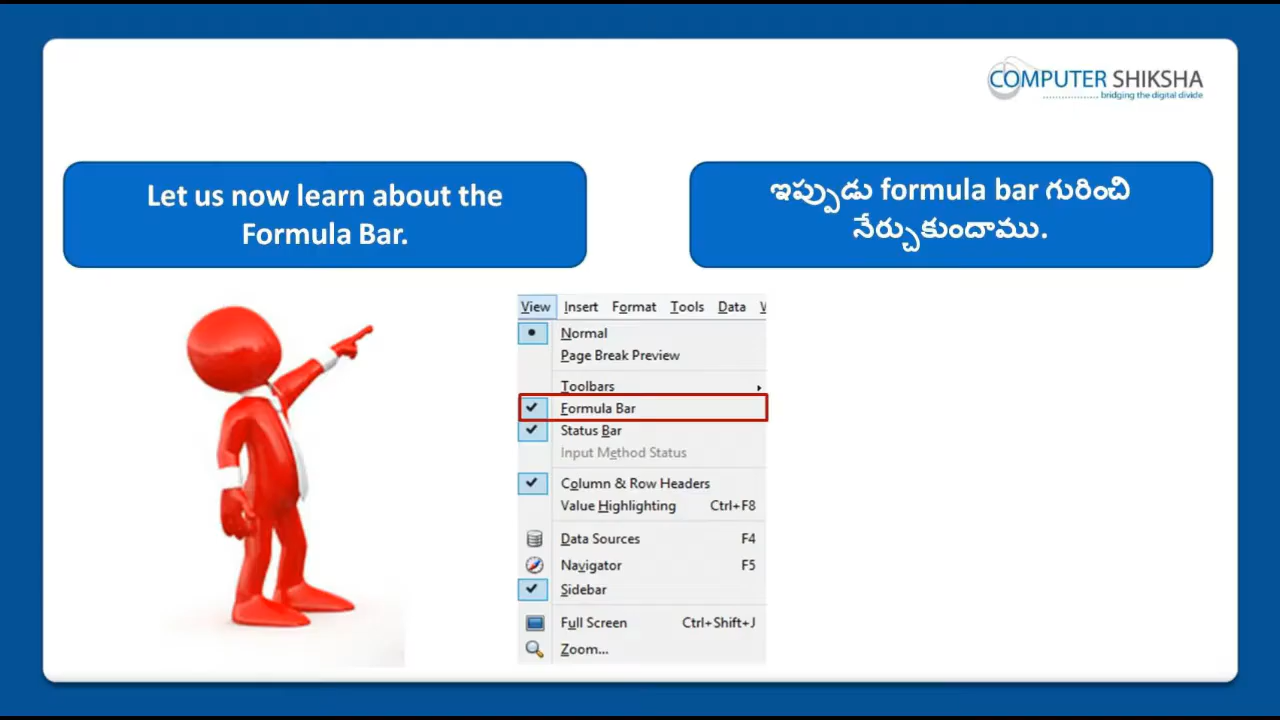 COMPUTER SHIKSHA
bridging the digital divide
Let us now learn about the
Formula Bar.
ఇప్పుడు formula bar గురించి
నేర్చుకుందాము.
View Insert Format Tools Data
Normal
Page Break Preview
Toolbars
Formula Bar
Status Bar
Input Method Status
Column & Row Headers
Value Highlighting Ctrl+F8
Data Sources F4
Navigator F5
Sidebar
Full Screen Ctrl+Shift+J
Zoom...